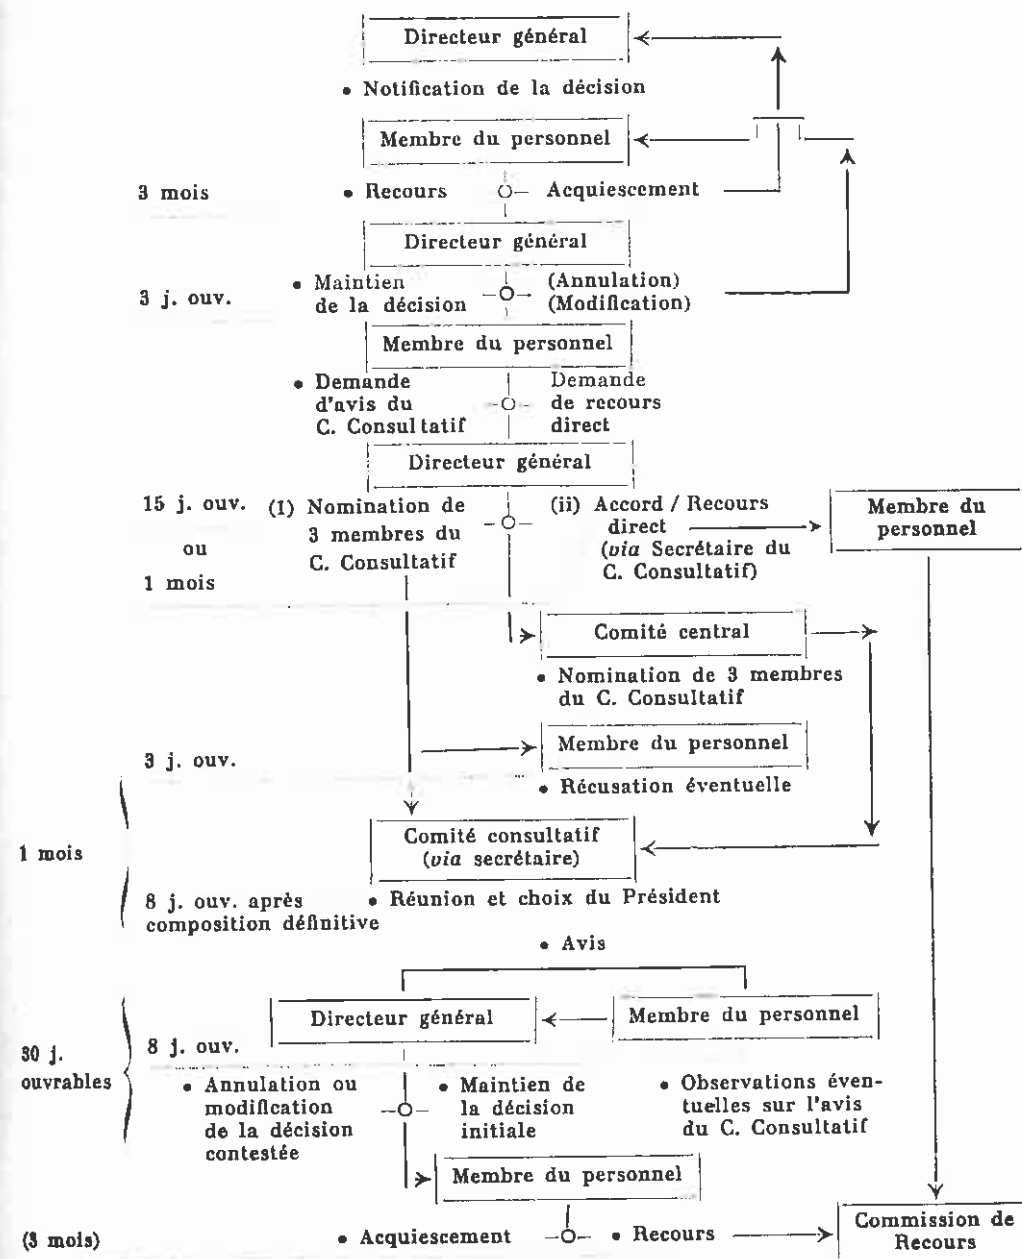 Directeur général
• Notification de la décision
Membre du personnel
3 mois
• Recours
Acquiescement
Directeur général
3 j. ouv.
• Maintien
de la décision
(Annulation)
(Modification)
Membre du personnel
• Demande
d'avis du
C. Consultatif
Demande
de recours
direct
Directeur général
15 j. ouv.
ou
1 mois
(I) Nomination de
3 membres du
C. Consultatif
(ii) Accord / Recours
direct
(via Secrétaire du
C. Consultatif)
Membre du
personnel
Comité central
• Nomination de 3 membres
du C. Consultatif
3 j. ouv.
Membre du personnel
• Récusation éventuelle
1 mois
Comité consultatif
(via secrétaire)
8 j. ouv. après
composition définitive
• Réunion et choix du Président
• Avis
Directeur général
Membre du personnel
30 j.
ouvrables
8 j. ouv.
• Annulation ou
modification
de la décision
contestée
• Maintien de
la décision
initiale
• Observations éven-
tuelles sur l'avis
du C. Consultatif
Membre du personnel
(3 mois)
• Acquiescement
• Recours
Commission de
Recours